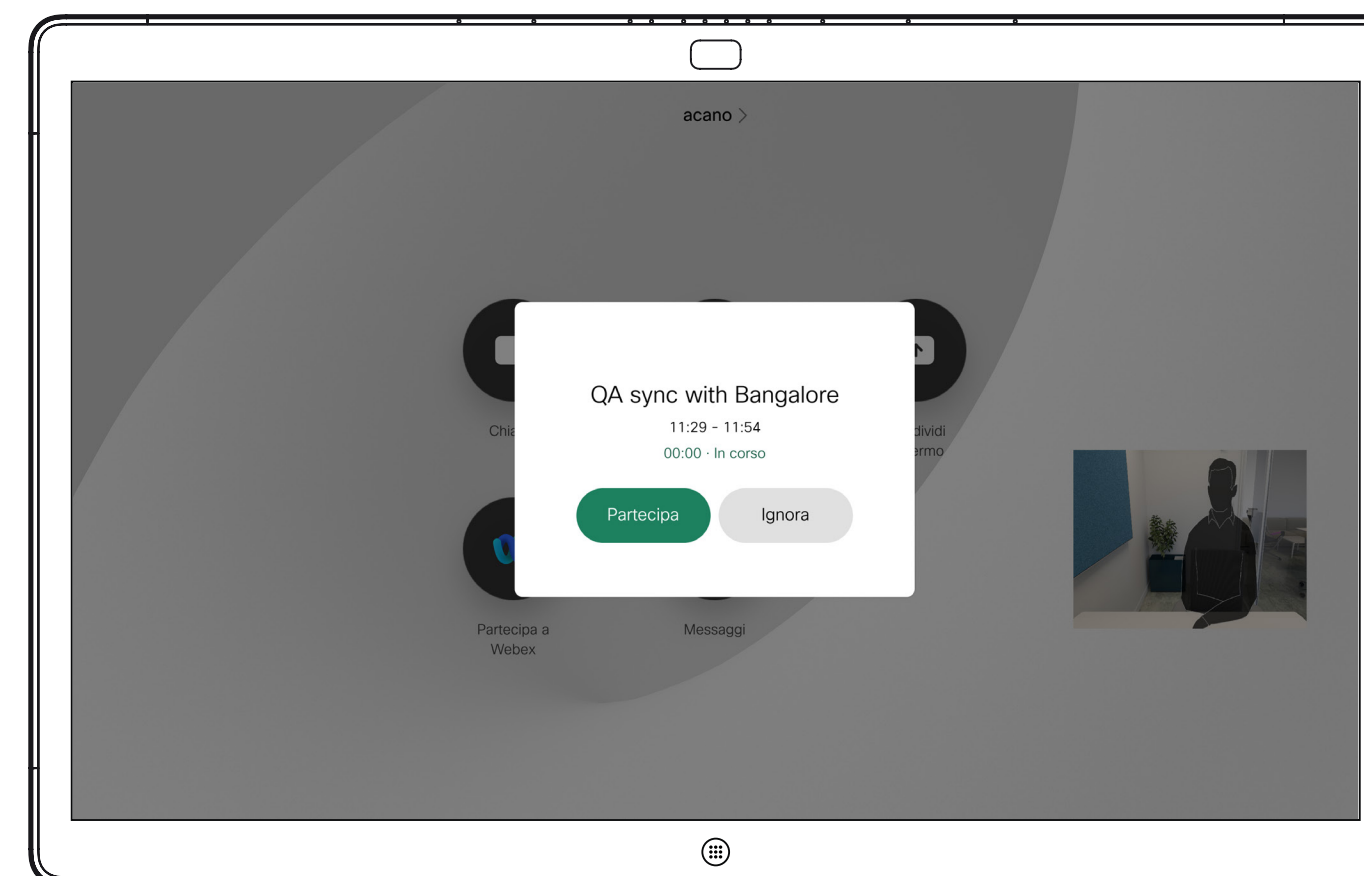 acano
QA sync with Bangalore
11:29 - 11:54
00:00 · In corso
Partecipa
Ignora
Partecipa a
Webex
Messaggi